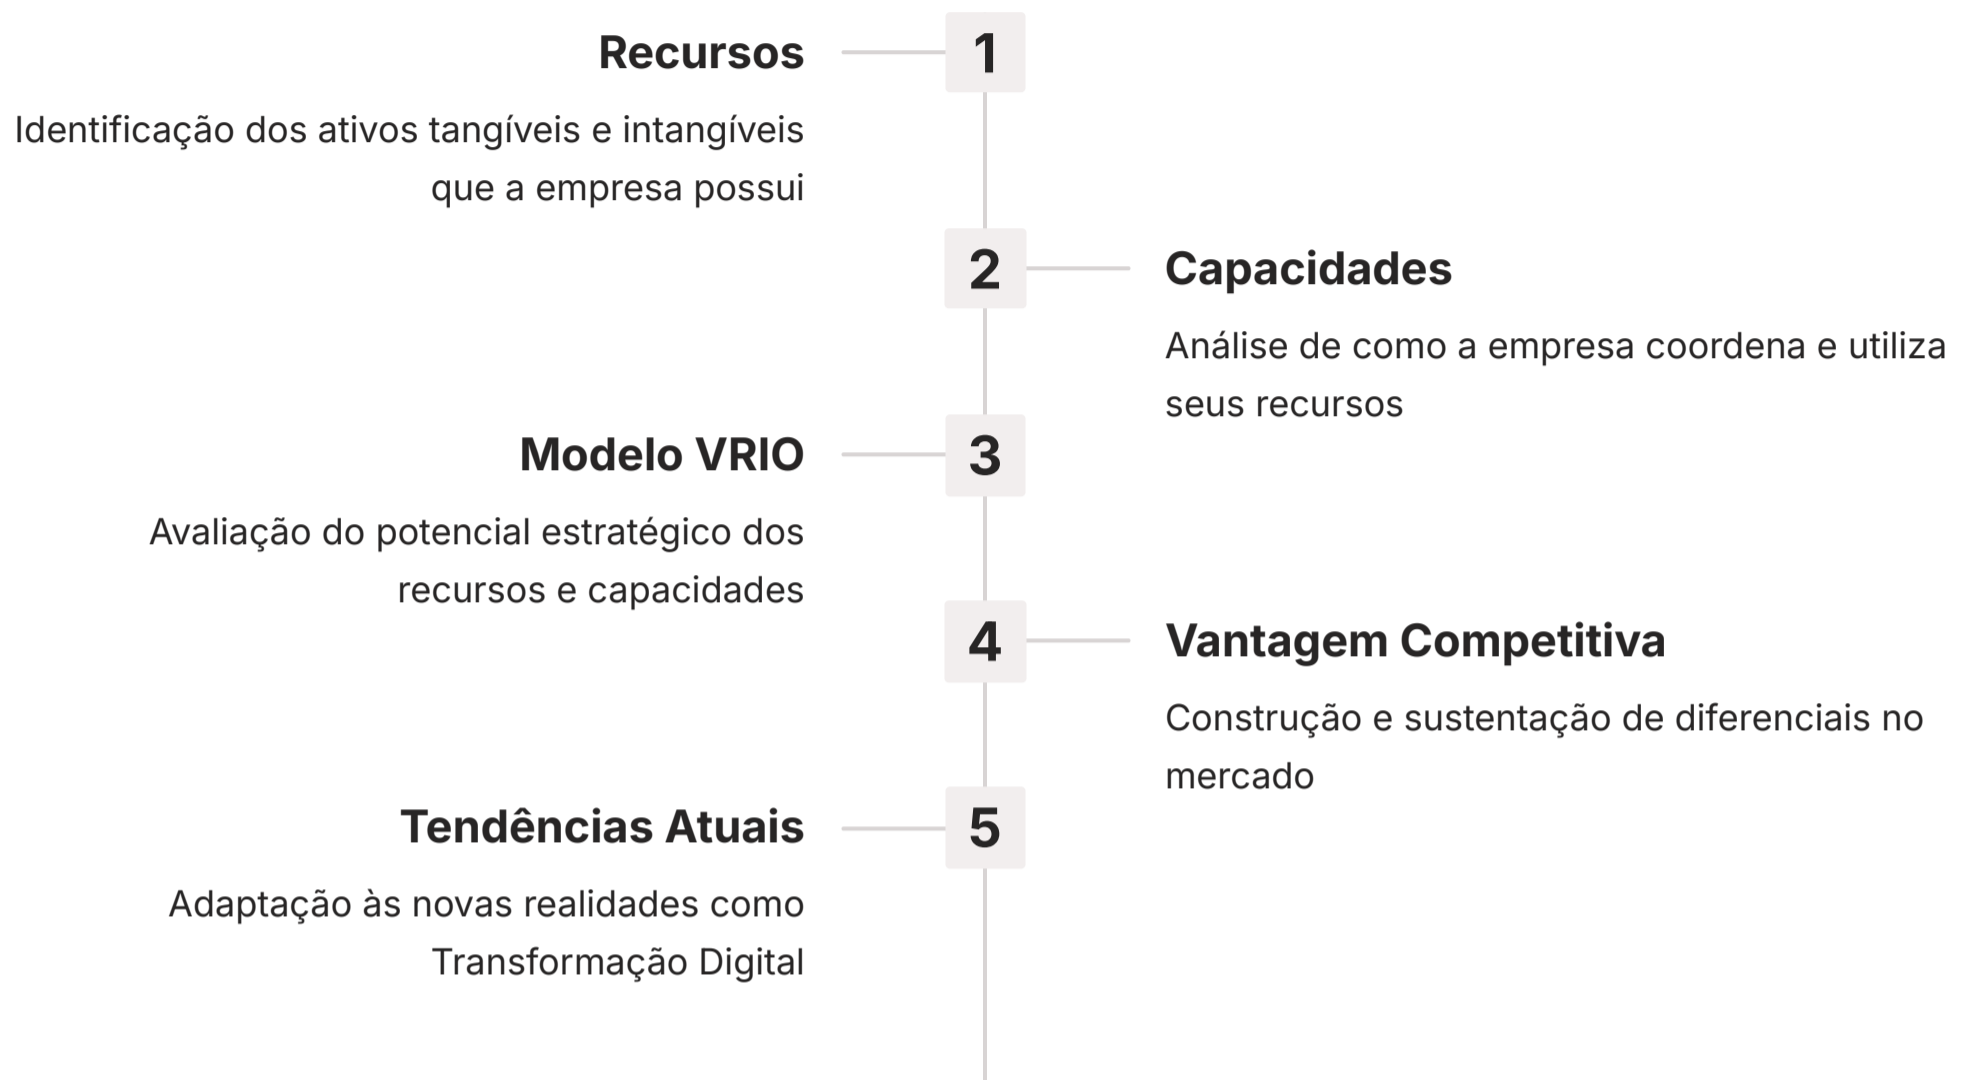 1
Recursos
Identificação dos ativos tangíveis e intangíveis
que a empresa possui
2
Capacidades
Análise de como a empresa coordena e utiliza
seus recursos
3
Modelo VRIO
Avaliação do potencial estratégico dos
recursos e capacidades
4
Vantagem Competitiva
Construção e sustentação de diferenciais no
mercado
5
Tendências Atuais
Adaptação às novas realidades como
Transformação Digital